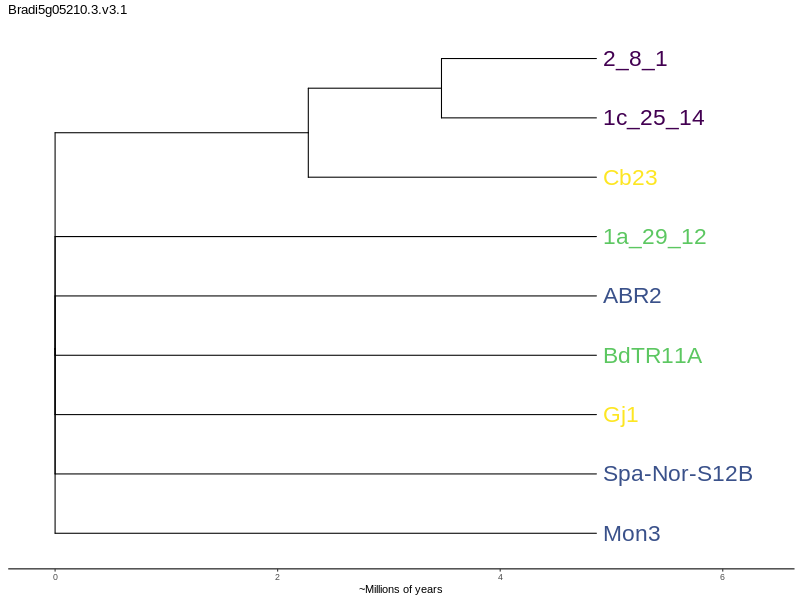 Bradi5g05210.3.v3.1
2_8_1
1c_25_14
Cb23
1a_29_12
ABR2
BdTR11A
Gj1
Spa-Nor-S12B
Mon3
0 2 4 6
~Millions of years